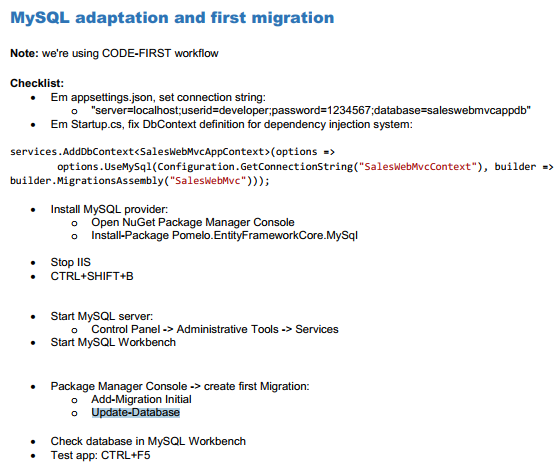 MySQL adaptation and first migration
Note: we're using CODE-FIRST workflow
Checklist:
• Em appsettings.json, set connection string:
o "server=localhost;userid=developer;password=1234567;database=saleswebmvcappdb"
• Em Startup.cs, fix DbContext definition for dependency injection system:
services.AddDbContext<SalesWebMvcAppContext>(options =>
options.UseMySql(Configuration.GetConnectionString("SalesWebMvcContext"), builder =>
builder.MigrationsAssembly("SalesWebMvc")));
• Install MySQL provider:
o Open NuGet Package Manager Console
o Install-Package Pomelo.EntityFrameworkCore.MySql
• Stop IIS
• CTRL+SHIFT+B
• Start MySQL server:
o Control Panel -> Administrative Tools -> Services
• Start MySQL Workbench
• Package Manager Console -> create first Migration:
o Add-Migration Initial
o Update-Database
• Check database in MySQL Workbench
• Test app: CTRL+F5